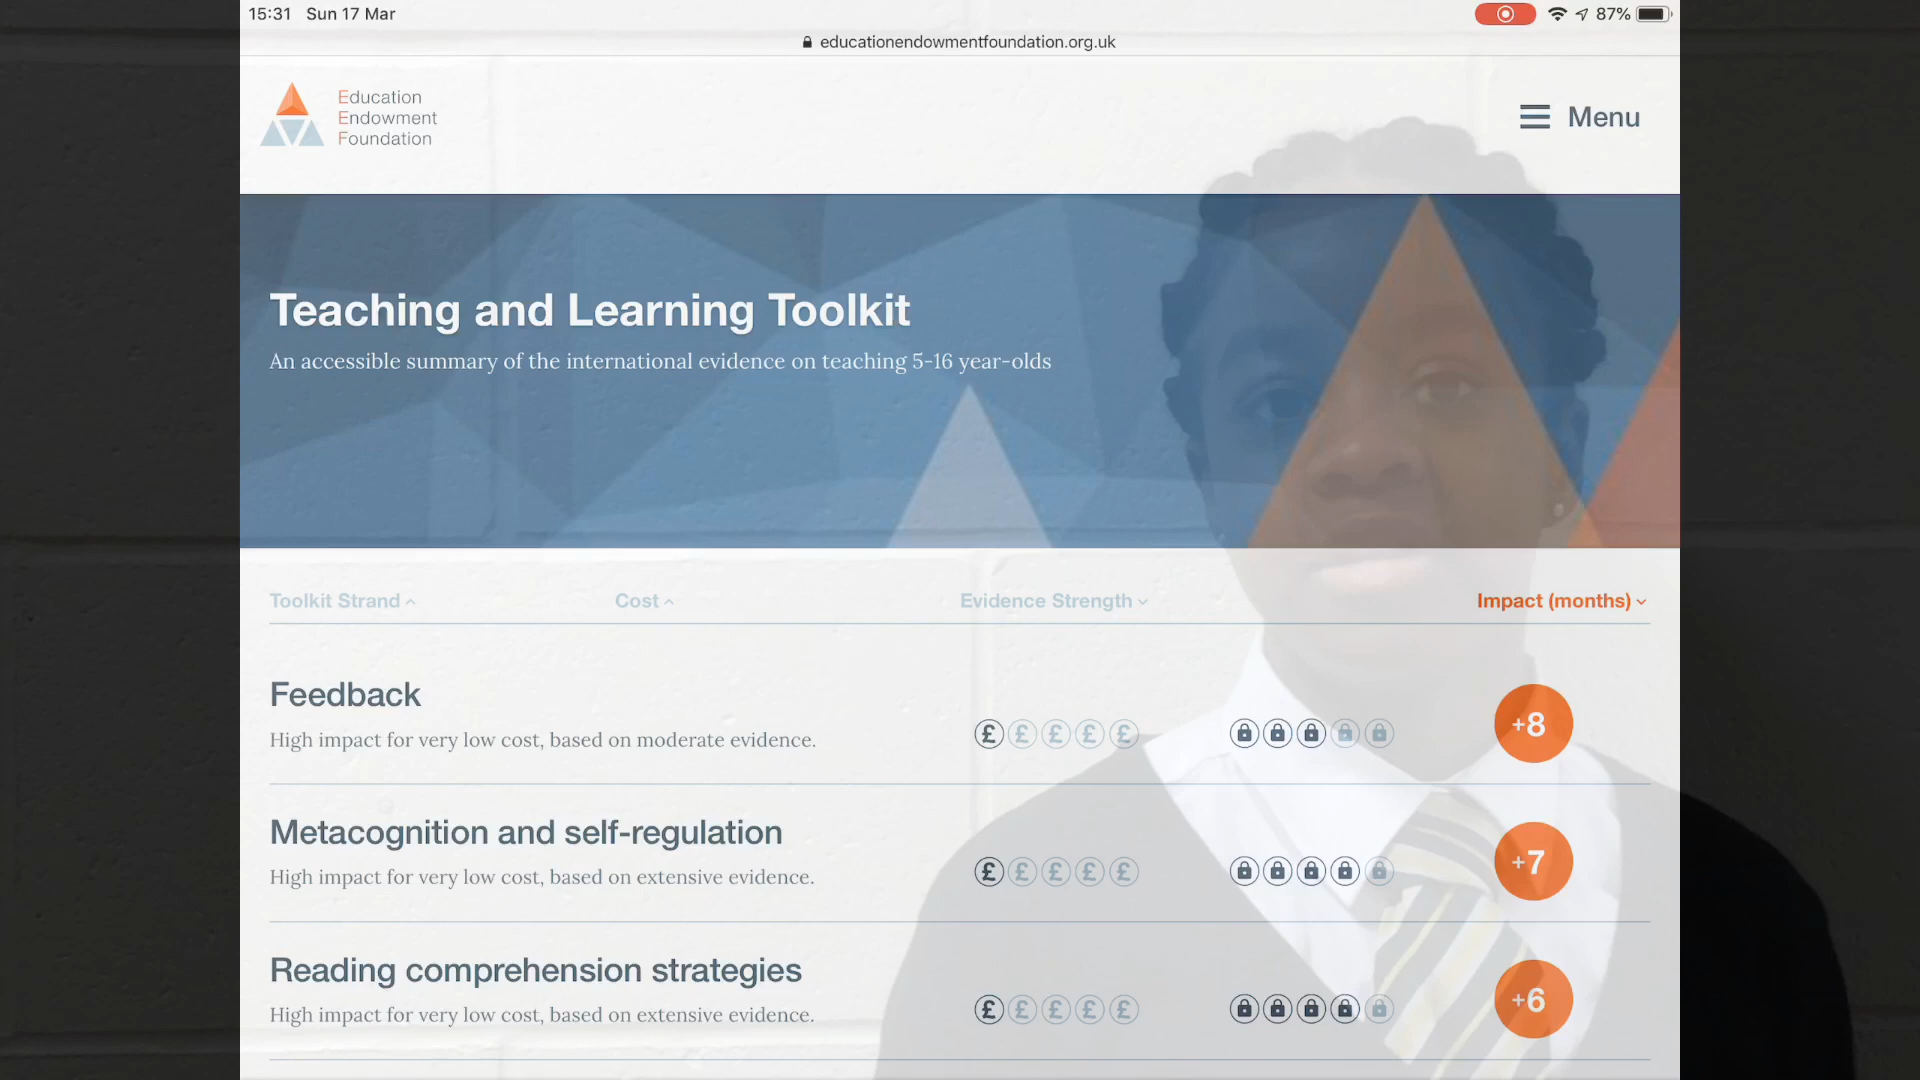 15:31 Sun 17 Mar
87%
educationendowmentfoundation.org.uk
Education
Endowment
Foundation
Menu
Teaching and Learning Toolkit
An accessible summary of the international evidence on teaching 5-16 year-olds
Toolkit Strand Cost Evidence Strength Impact (months)
Feedback
High impact for very low cost, based on moderate evidence.
£ £ £ £ £
+8
Metacognition and self-regulation
High impact for very low cost, based on extensive evidence.
£ £ £ £ £
+7
Reading comprehension strategies
High impact for very low cost, based on extensive evidence.
£ £ £ £ £
+6